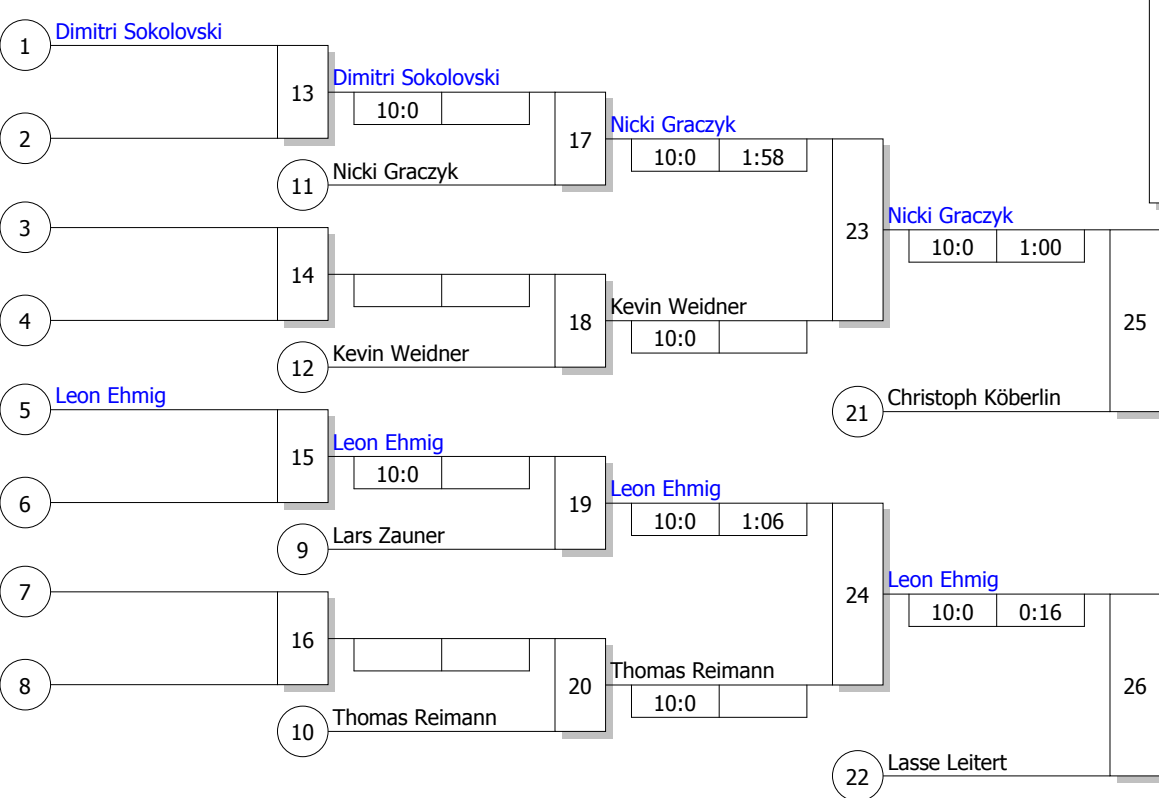 Dimitri Sokolovski
1
13
Dimitri Sokolovski
10:0
2
17
Nicki Graczyk
10:0 1:58
11
Nicki Graczyk
3
23
Nicki Graczyk
10:0 1:00
14
4
18
Kevin Weidner
10:0
12
Kevin Weidner
25
5
Leon Ehmig
21
Christoph Köberlin
15
Leon Ehmig
10:0
6
19
Leon Ehmig
10:0 1:06
9
Lars Zauner
7
24
Leon Ehmig
10:0 0:16
16
8
20
Thomas Reimann
10:0
10
Thomas Reimann
26
22
Lasse Leitert